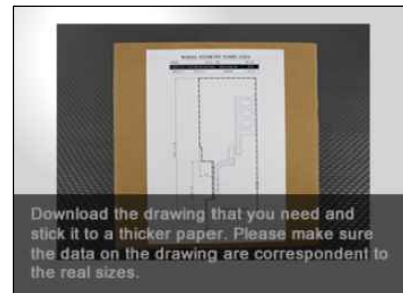 Download the drawing that you need and
stick it to a thicker paper. Please make sure
the data on the drawing are correspondent to
the real sizes.